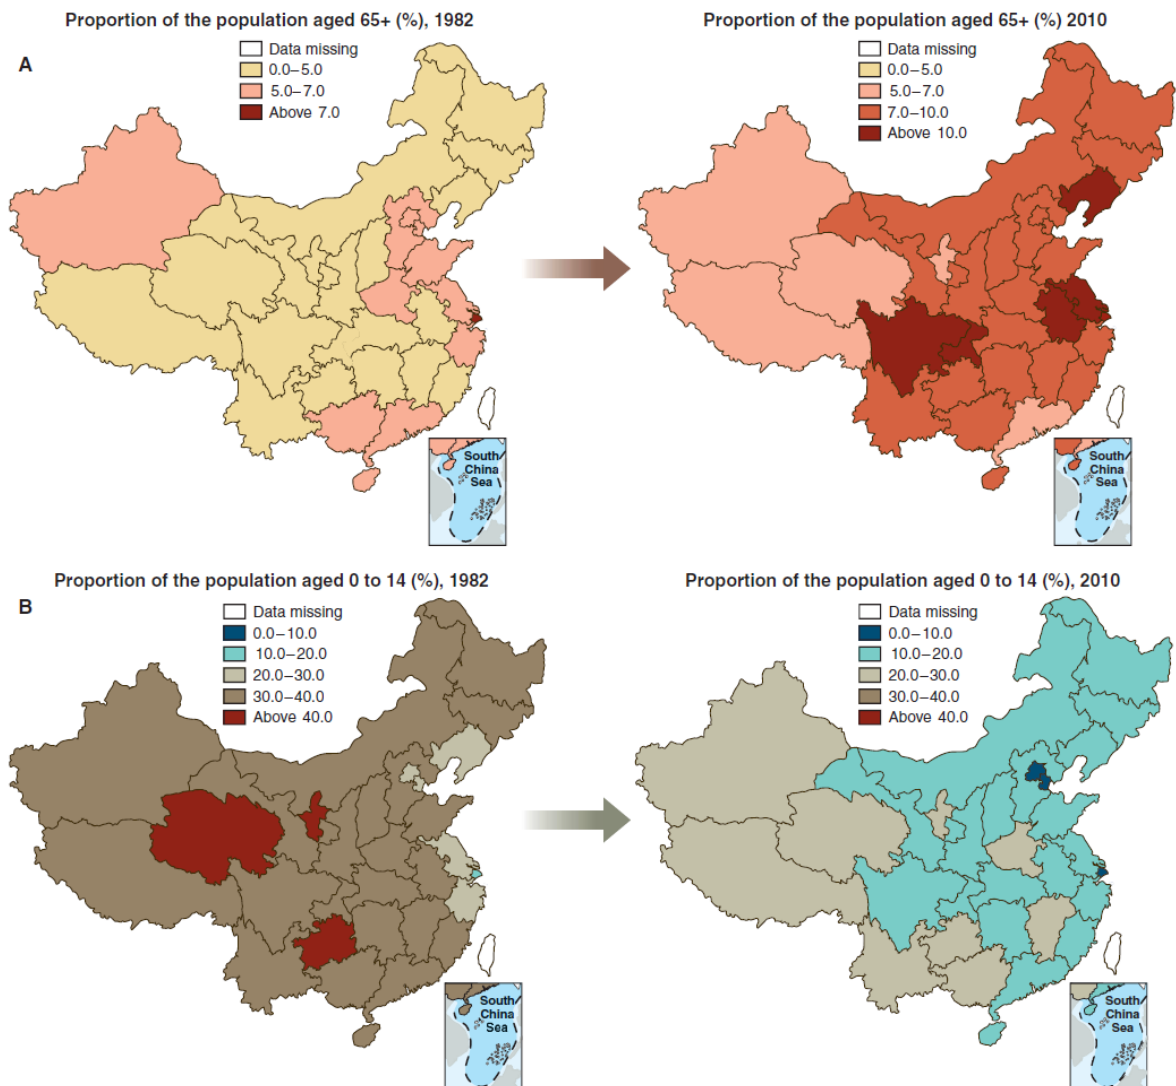 Proportion of the population aged 65+ (%), 1982
A
Data missing
0.0–5.0
5.0–7.0
Above 7.0
South
China
Sea
Proportion of the population aged 65+ (%) 2010
Data missing
0.0–5.0
5.0–7.0
7.0–10.0
Above 10.0
South
China
Sea
Proportion of the population aged 0 to 14 (%), 1982
B
Data missing
0.0–10.0
10.0–20.0
20.0–30.0
30.0–40.0
Above 40.0
South
China
Sea
Proportion of the population aged 0 to 14 (%), 2010
Data missing
0.0–10.0
10.0–20.0
20.0–30.0
30.0–40.0
Above 40.0
South
China
Sea